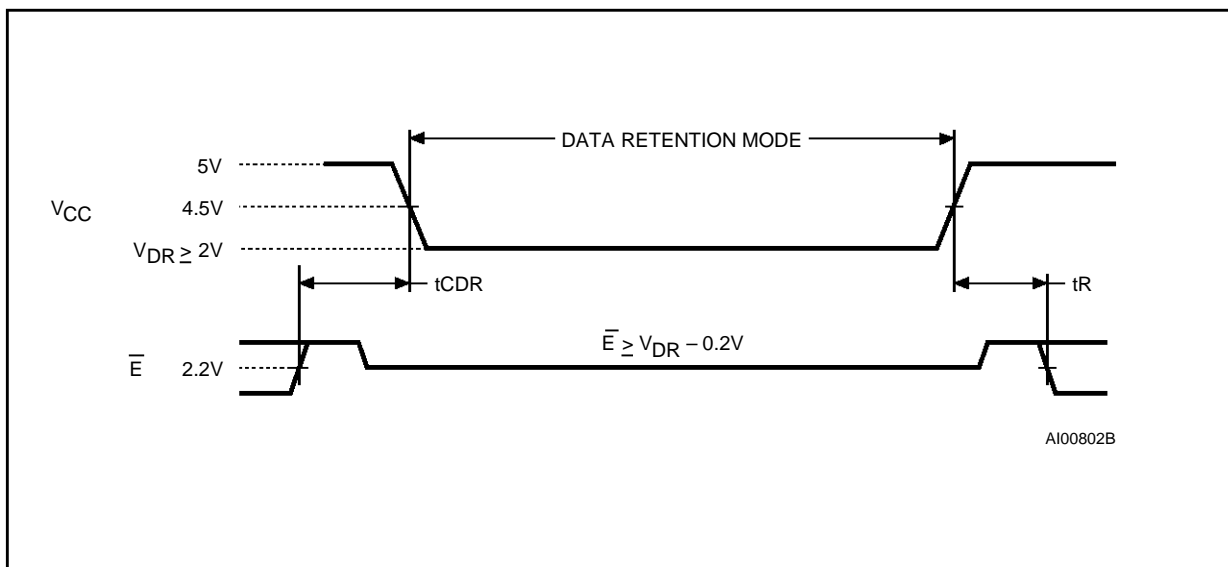 DATA RETENTION MODE
5V
VCC 4.5V
VDR ≥ 2V
tCDR tR
E̅ ≥ VDR – 0.2V
E̅ 2.2V
AI00802B